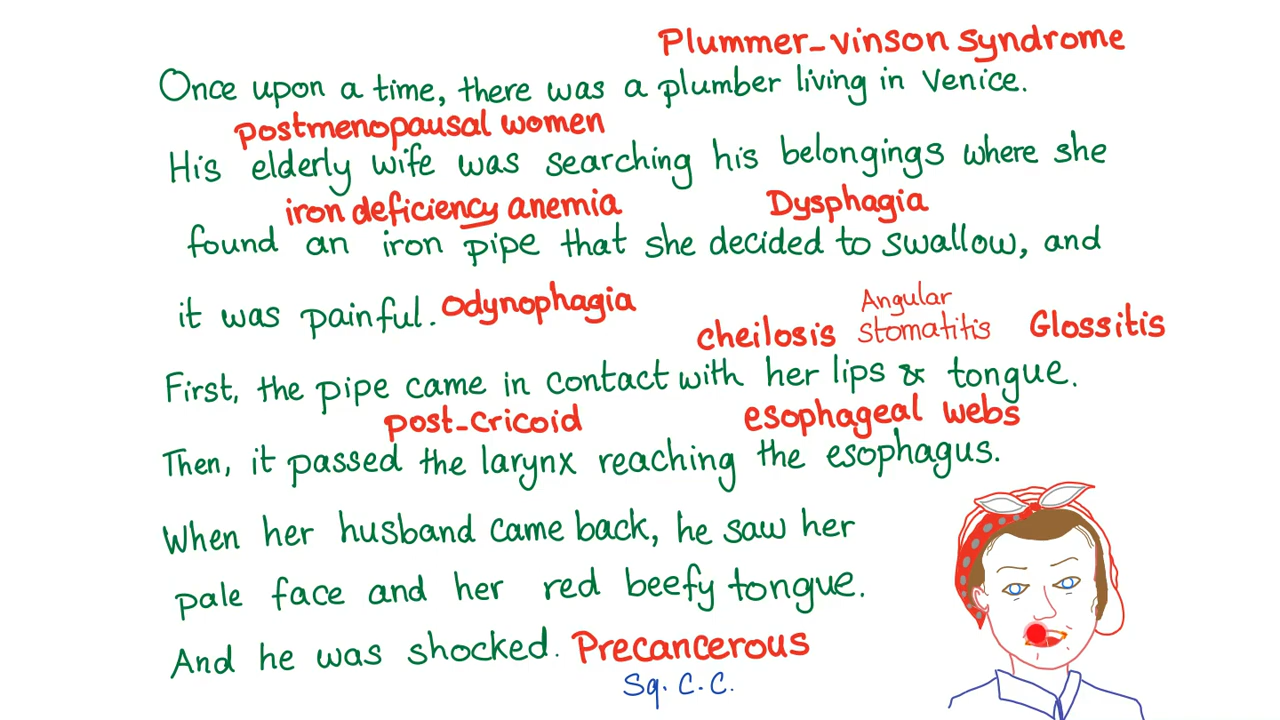 Plummer-vinson syndrome
Once upon a time, there was a plumber living in Venice.
postmenopausal women
His elderly wife was searching his belongings where she
iron deficiency anemia Dysphagia
found an iron pipe that she decided to swallow, and
it was painful. Odynophagia
Angular
cheilosis stomatitis Glossitis
First, the pipe came in contact with her lips & tongue.
post-cricoid esophageal webs
Then, it passed the larynx reaching the esophagus.
When her husband came back, he saw her
pale face and her red beefy tongue.
And he was shocked. Precancerous
Sq. C. C.